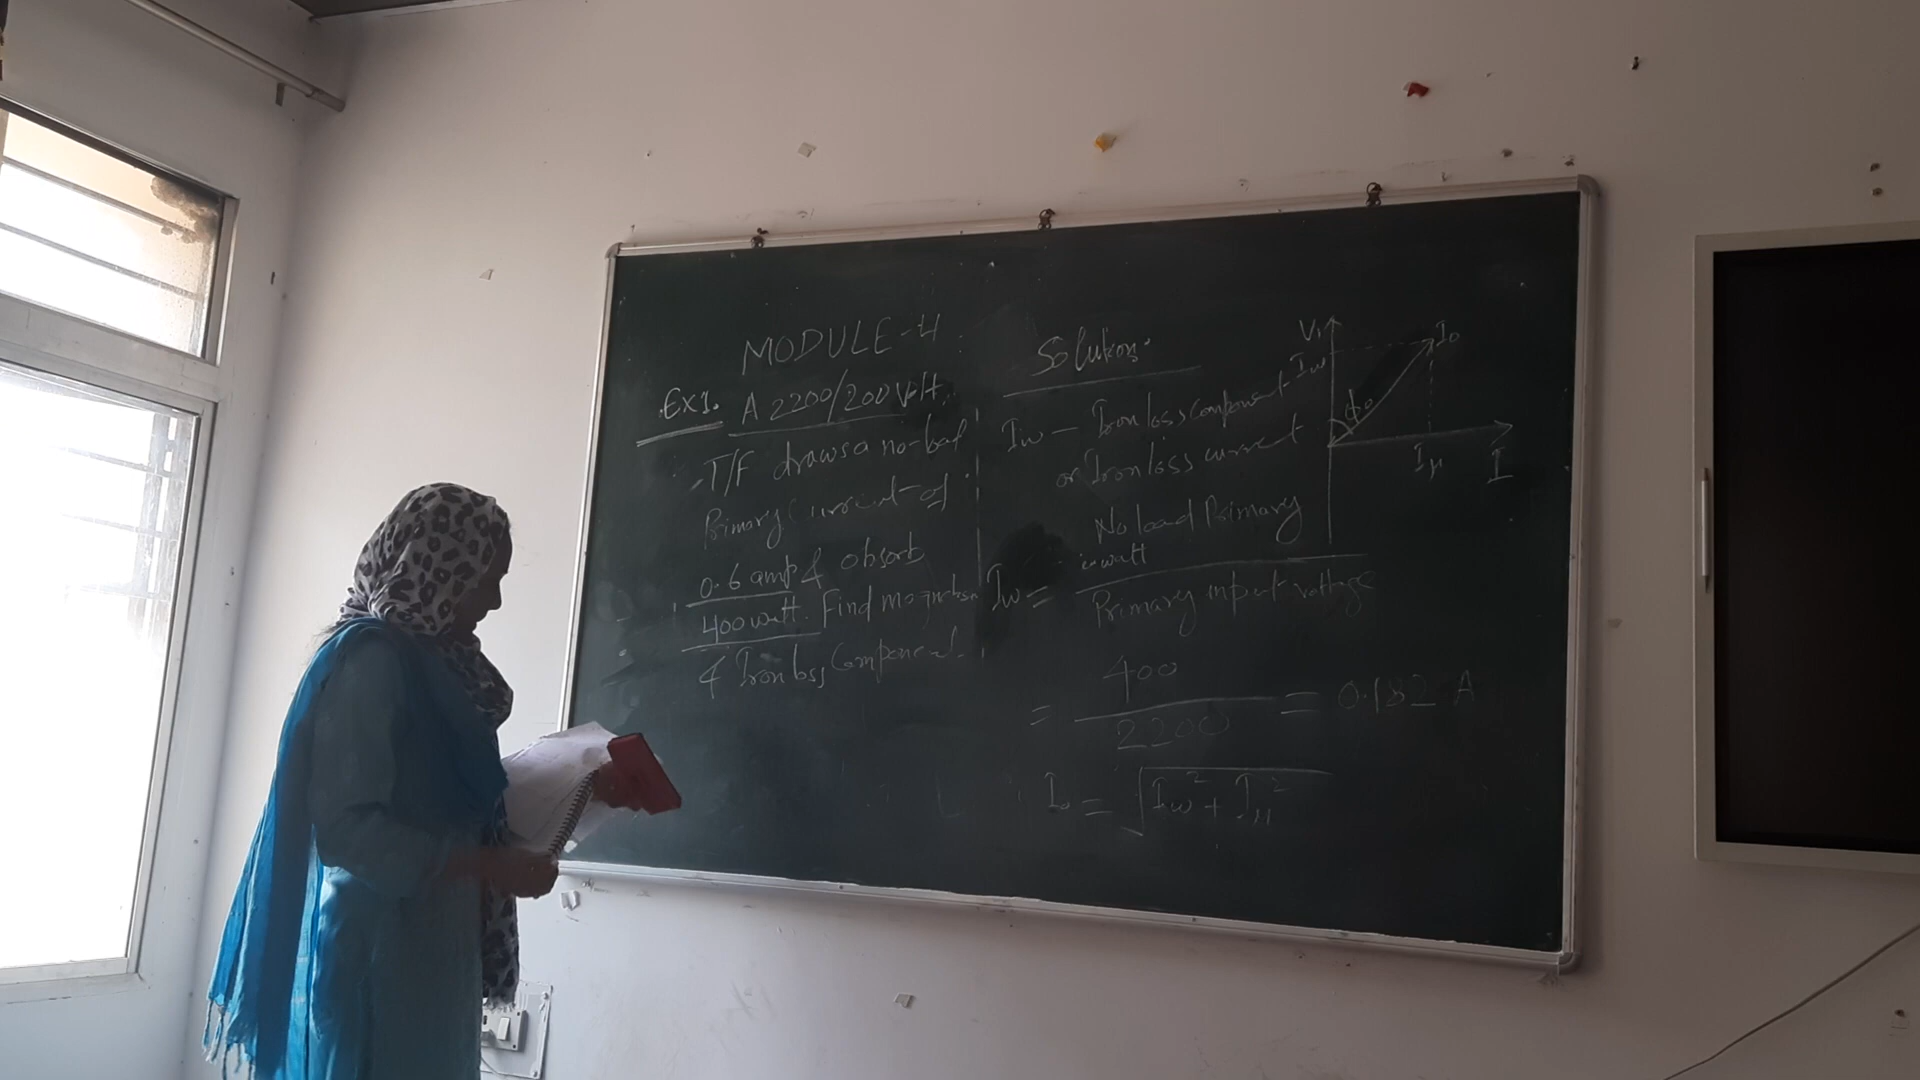 MODULE-4
Ex1. A 2200/200 Volt
T/F draws a no-load
Primary Current of
0.6 amp & absorb
400 watt. Find magnetising
& Iron loss Component.
Solution:
Iw — Iron loss component
or Iron loss current
No load Primary
in watt
Iw =
Primary input voltage
= 400 / 2200 = 0.182 A
I₀ = √(Iw² + Iμ²)
V₁
Iw
I₀
ϕ₀
Iμ
I